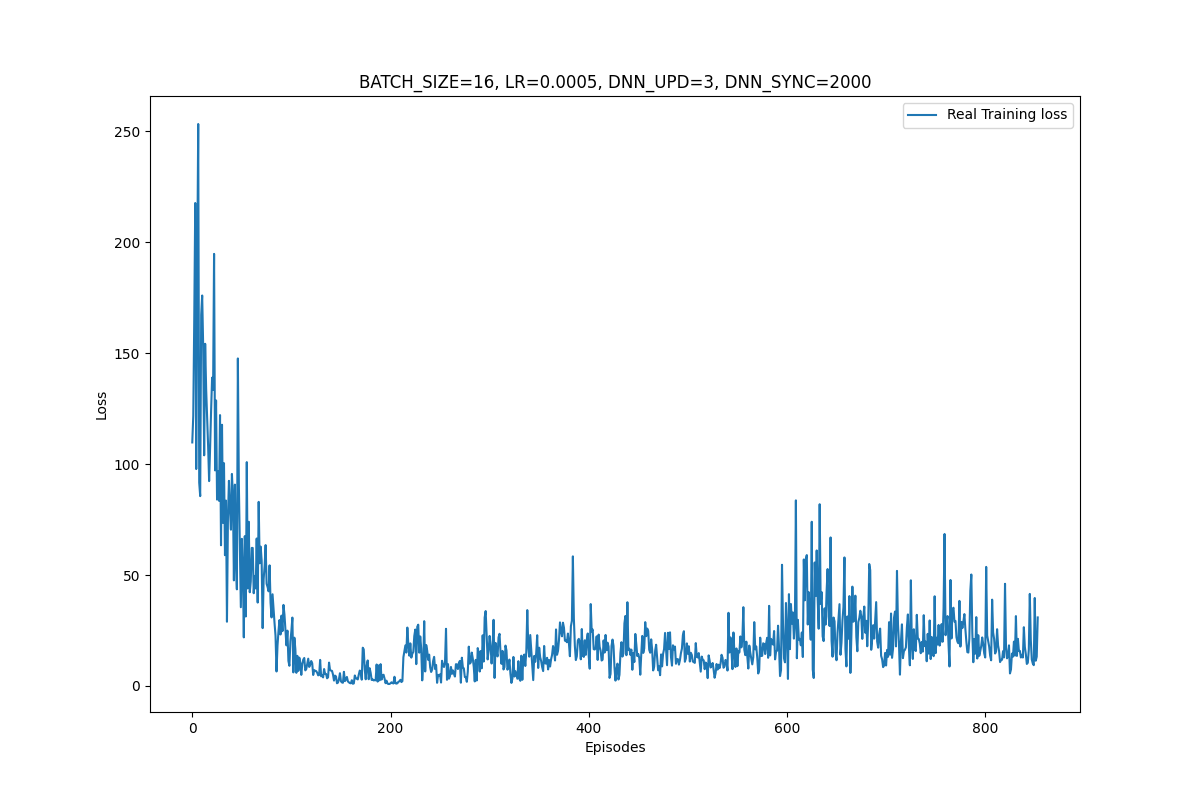 BATCH_SIZE=16, LR=0.0005, DNN_UPD=3, DNN_SYNC=2000
Real Training loss
250
200
150
100
50
0
Loss
0 200 400 600 800
Episodes